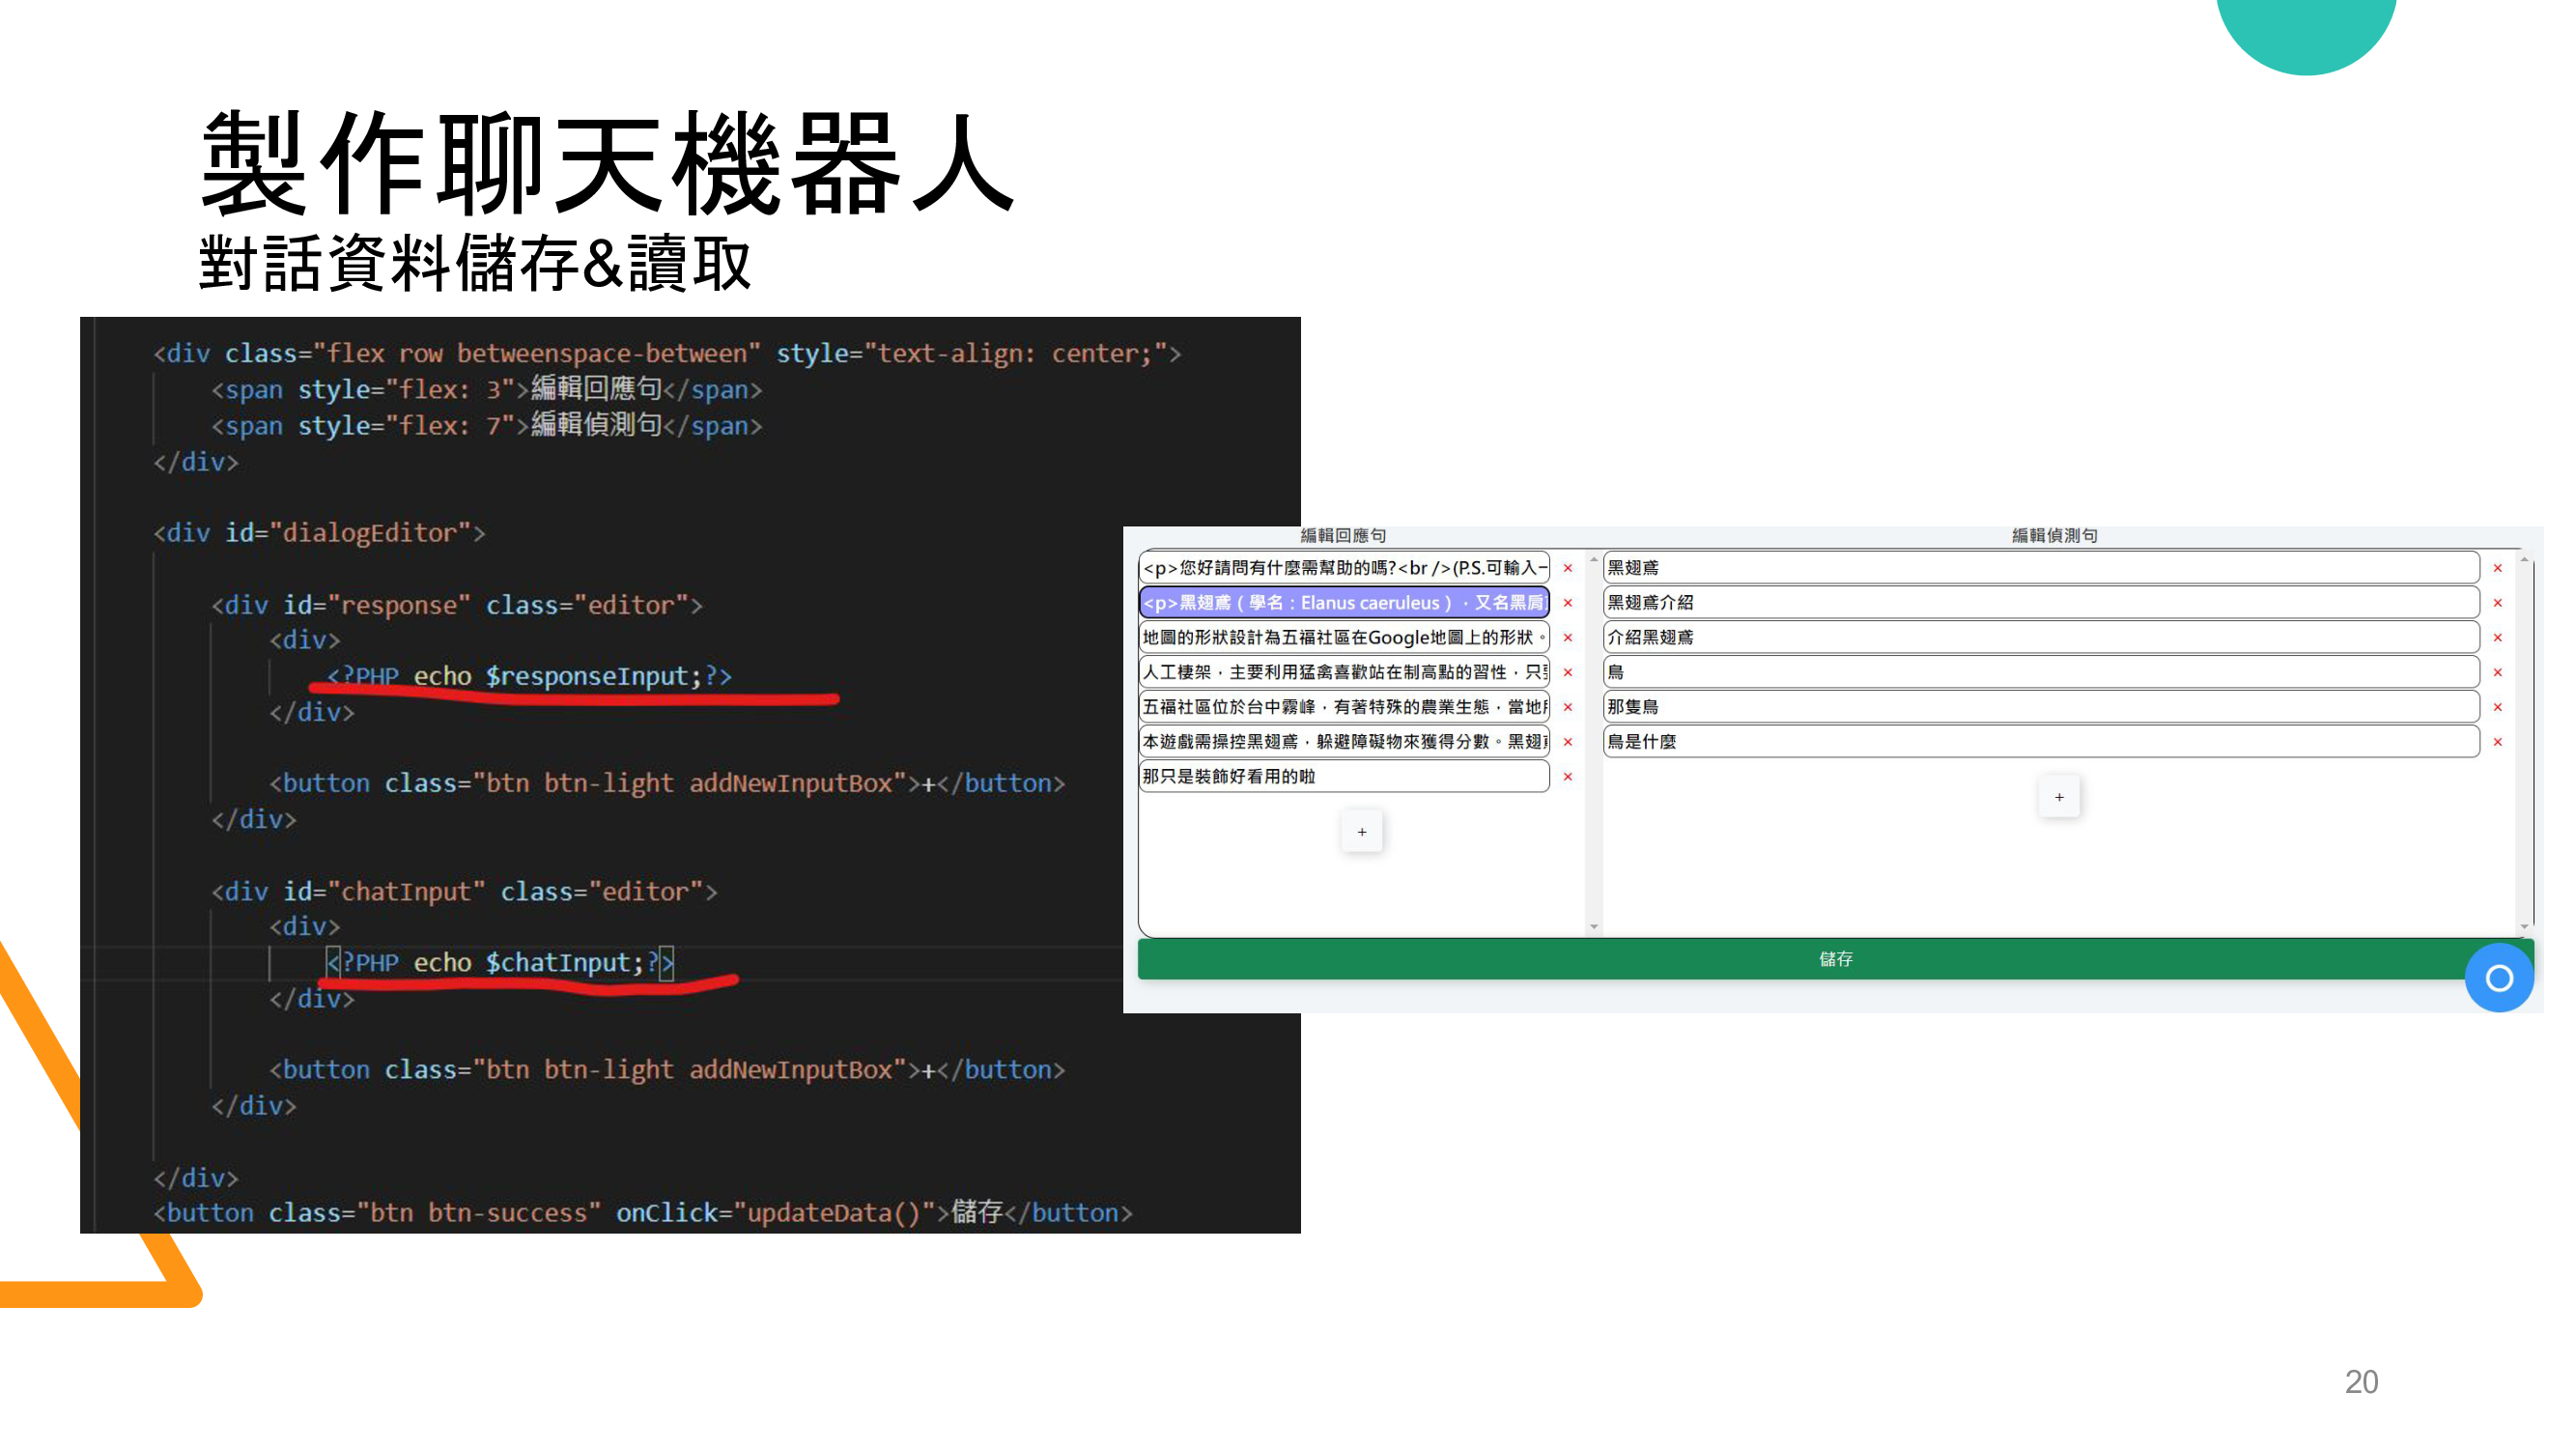 製作聊天機器人
對話資料儲存&讀取
<div class="flex row betweenspace-between" style="text-align: center;">
<span style="flex: 3">編輯回應句</span>
<span style="flex: 7">編輯偵測句</span>
</div>
<div id="dialogEditor">
<div id="response" class="editor">
<div>
<?PHP echo $responseInput;?>
</div>
<button class="btn btn-light addNewInputBox">+</button>
</div>
<div id="chatInput" class="editor">
<div>
<?PHP echo $chatInput;?>
</div>
<button class="btn btn-light addNewInputBox">+</button>
</div>
</div>
<button class="btn btn-success" onClick="updateData()">儲存</button>
編輯回應句
<p>您好請問有什麼需幫助的嗎?<br />(P.S.可輸入一 ×
<p>黑翅鳶（學名：Elanus caeruleus），又名黑肩 ×
地圖的形狀設計為五福社區在Google地圖上的形狀。 ×
人工棲架，主要利用猛禽喜歡站在制高點的習性，只 ×
五福社區位於台中霧峰，有著特殊的農業生態，當地 ×
本遊戲需操控黑翅鳶，躲避障礙物來獲得分數。黑翅 ×
那只是裝飾好看用的啦 ×
+
編輯偵測句
黑翅鳶 ×
黑翅鳶介紹 ×
介紹黑翅鳶 ×
鳥 ×
那隻鳥 ×
鳥是什麼 ×
+
儲存
20